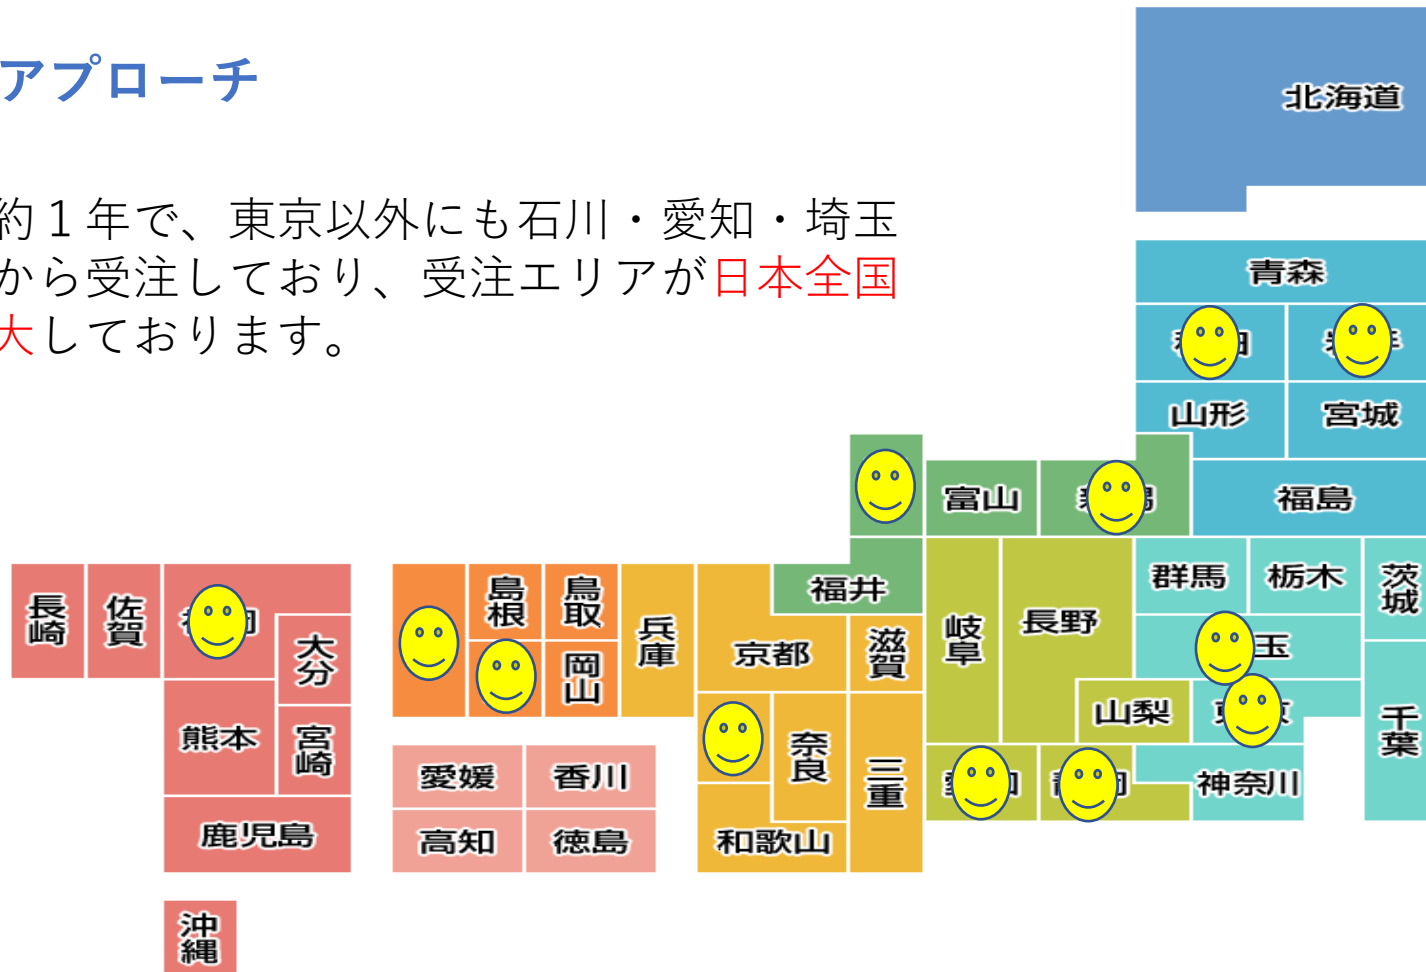 アプローチ
約１年で、東京以外にも石川・愛知・埼玉
から受注しており、受注エリアが日本全国
大しております。
北海道
青森
山形
宮城
富山
福島
福井
群馬
栃木
茨城
長崎
佐賀
大分
島根
鳥取
兵庫
京都
滋賀
岐阜
長野
玉
岡山
山梨
千葉
熊本
宮崎
奈良
三重
愛媛
香川
神奈川
鹿児島
高知
徳島
和歌山
沖縄